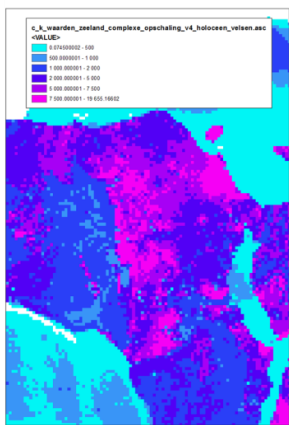 c_k_waarden_zeeland_complexe_opschaling_v4_holoceen_velsen.asc
<VALUE>
0.074500002 - 500
500.0000001 - 1 000
1 000.000001 - 2 000
2 000.000001 - 5 000
5 000.000001 - 7 500
7 500.000001 - 19 655.16602